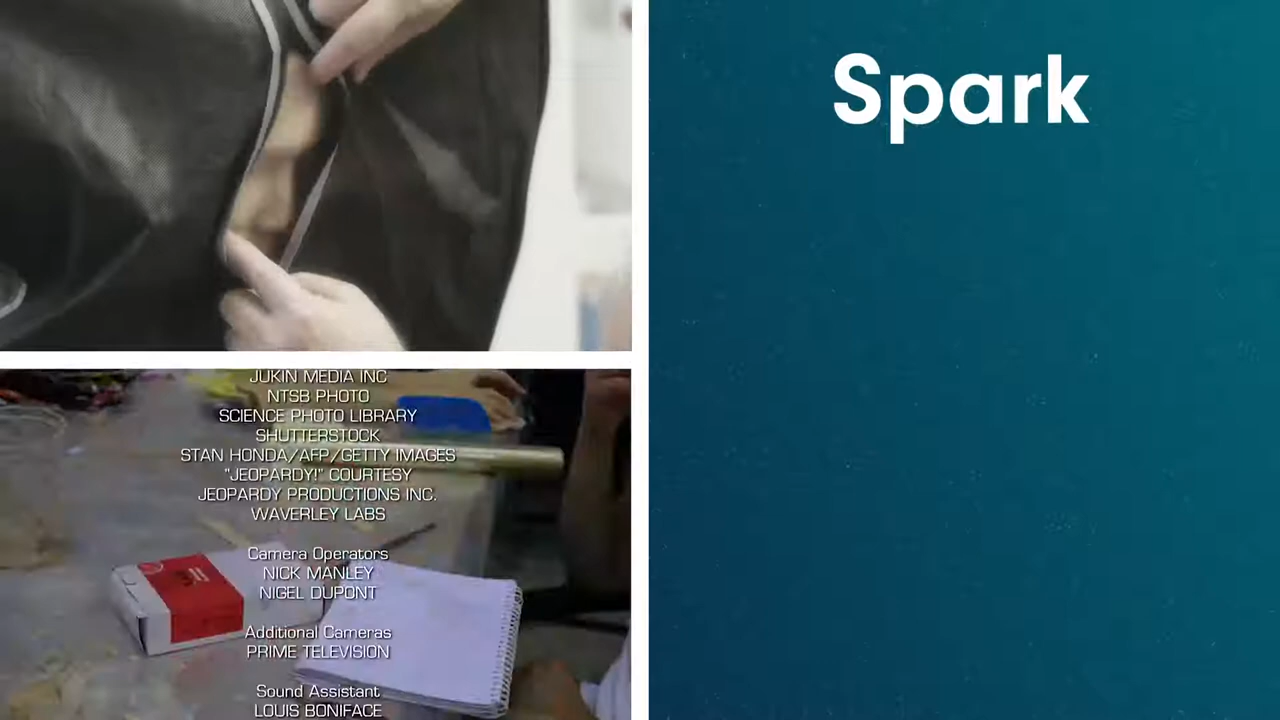 Spark
JUKIN MEDIA INC
NTSB PHOTO
SCIENCE PHOTO LIBRARY
SHUTTERSTOCK
STAN HONDA/AFP/GETTY IMAGES
"JEOPARDY!" COURTESY
JEOPARDY PRODUCTIONS INC.
WAVERLEY LABS
Camera Operators
NICK MANLEY
NIGEL DUPONT
Additional Cameras
PRIME TELEVISION
Sound Assistant
LOUIS BONIFACE